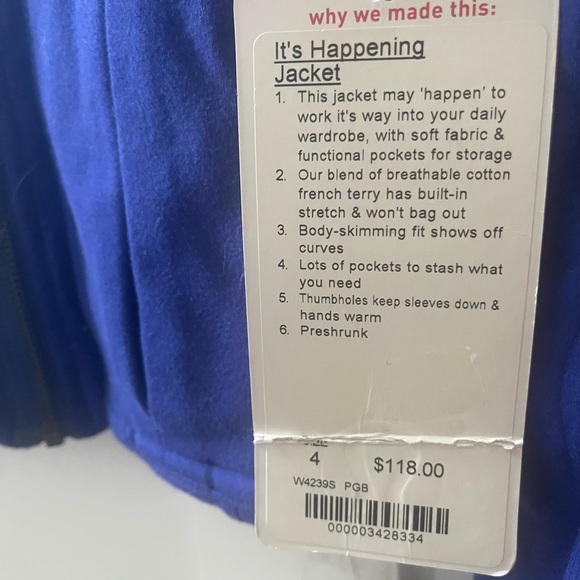 why we made this:
It's Happening
Jacket
1. This jacket may 'happen' to
work it's way into your daily
wardrobe, with soft fabric &
functional pockets for storage
2. Our blend of breathable cotton
french terry has built-in
stretch & won't bag out
3. Body-skimming fit shows off
curves
4. Lots of pockets to stash what
you need
5. Thumbholes keep sleeves down &
hands warm
6. Preshrunk
4 $118.00
W4239S PGB
000003428334